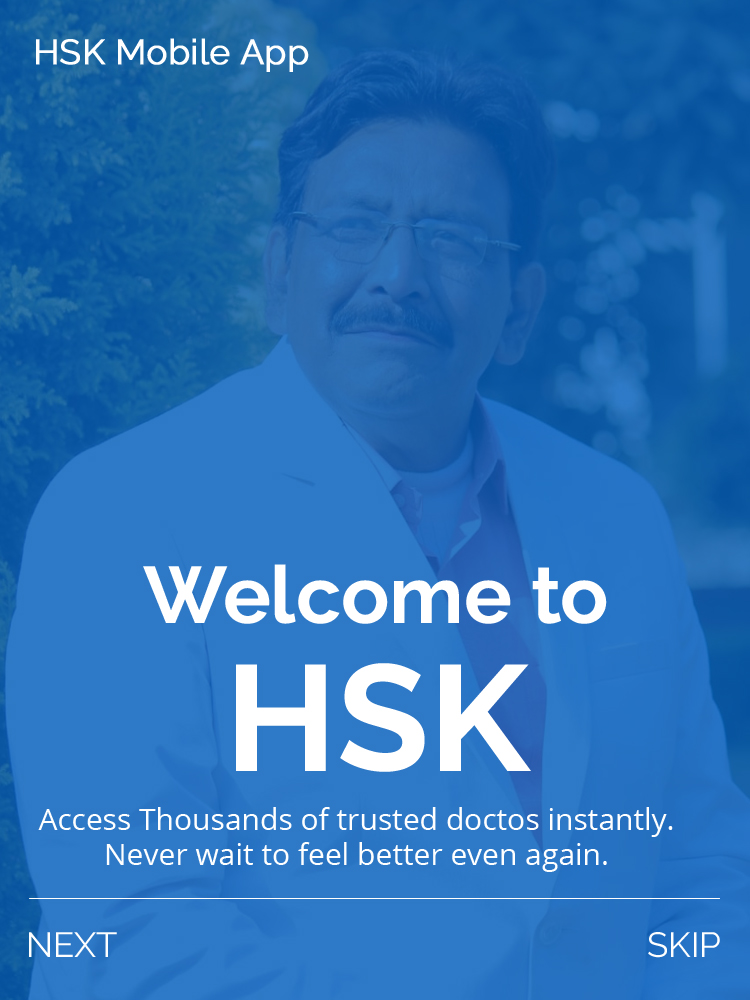 HSK Mobile App
Welcome to
HSK
Access Thousands of trusted doctos instantly.
Never wait to feel better even again.
NEXT SKIP